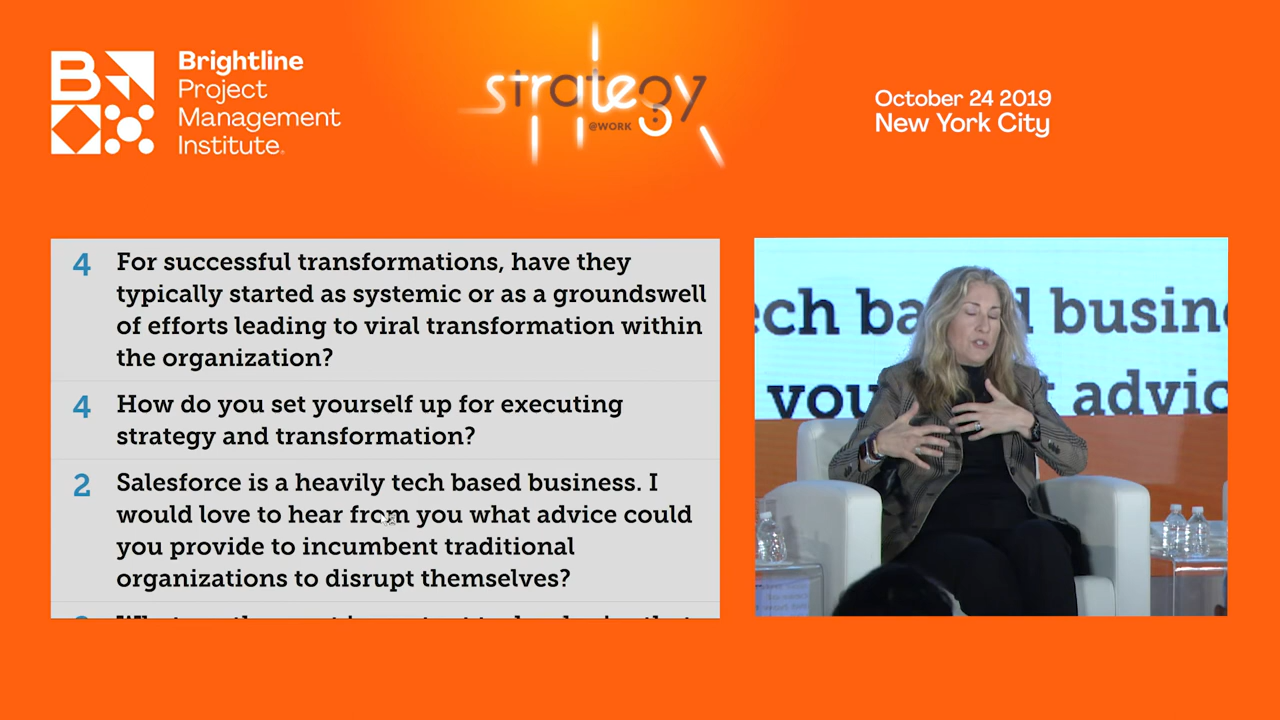 Brightline
Project
Management
Institute.
strategy
@WORK
October 24 2019
New York City
4 For successful transformations, have they
typically started as systemic or as a groundswell
of efforts leading to viral transformation within
the organization?
4 How do you set yourself up for executing
strategy and transformation?
2 Salesforce is a heavily tech based business. I
would love to hear from you what advice could
you provide to incumbent traditional
organizations to disrupt themselves?
ech ba d busine
you t advic